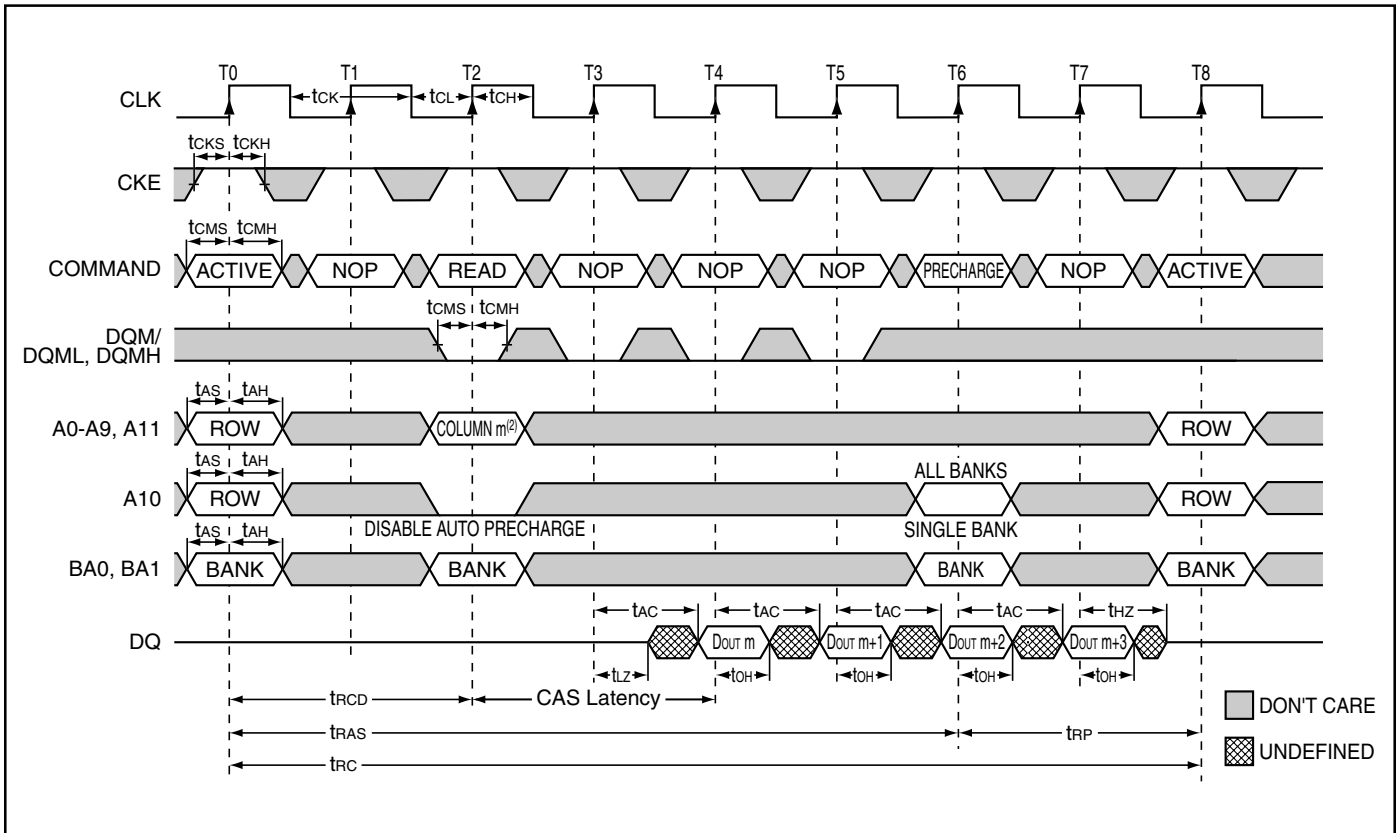 T0 T1 T2 T3 T4 T5 T6 T7 T8
CLK tCK tCL tCH
tCKS tCKH
CKE
tCMS tCMH
COMMAND ACTIVE NOP READ NOP NOP NOP PRECHARGE NOP ACTIVE
tCMS tCMH
DQM/
DQML, DQMH
tAS tAH
A0-A9, A11 ROW COLUMN m(2) ROW
tAS tAH ALL BANKS
A10 ROW ROW
DISABLE AUTO PRECHARGE SINGLE BANK
tAS tAH
BA0, BA1 BANK BANK BANK BANK
tAC tAC tAC tAC tHZ
DQ DOUT m DOUT m+1 DOUT m+2 DOUT m+3
tLZ tOH tOH tOH tOH
tRCD CAS Latency
DON'T CARE
tRAS tRP
UNDEFINED
tRC